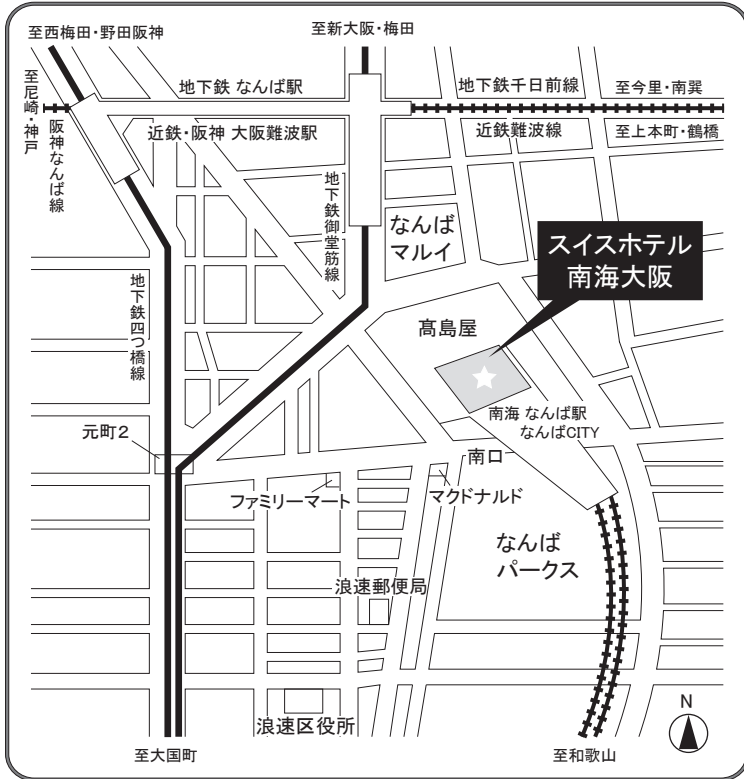 至西梅田・野田阪神
至新大阪・梅田
至尼崎・神戸
阪神なんば線
地下鉄 なんば駅
地下鉄千日前線
至今里・南巽
近鉄・阪神 大阪難波駅
近鉄難波線
至上本町・鶴橋
地下鉄御堂筋線
なんば
マルイ
スイスホテル
南海大阪
地下鉄四つ橋線
髙島屋
南海 なんば駅
なんばCITY
元町2
南口
ファミリーマート
マクドナルド
なんば
パークス
浪速郵便局
浪速区役所
N
至大国町
至和歌山